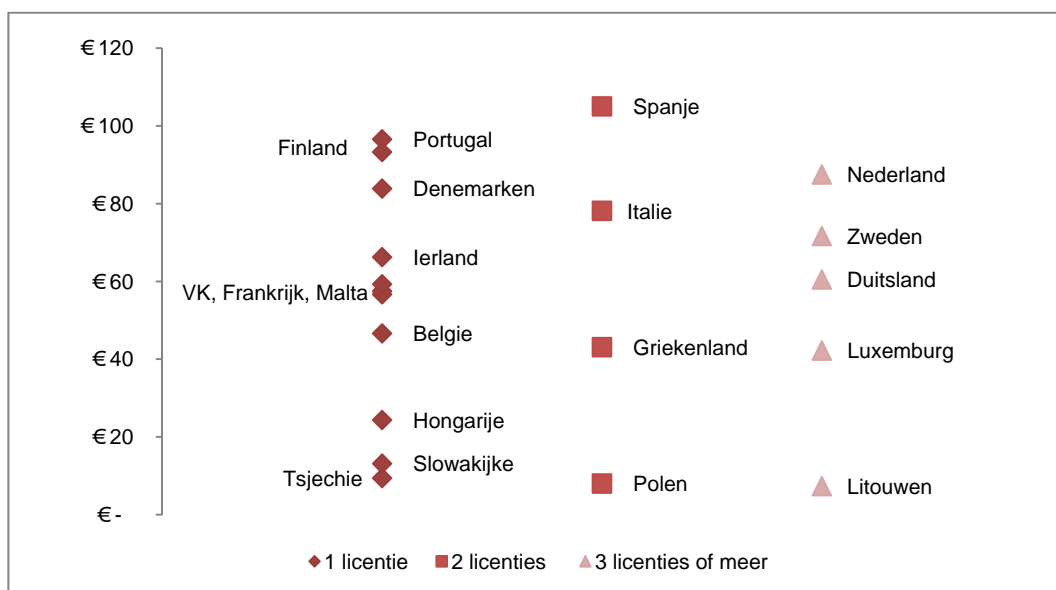 € 120
€ 100
€ 80
€ 60
€ 40
€ 20
€ -
Finland
Portugal
Denemarken
Ierland
VK, Frankrijk, Malta
Belgie
Hongarije
Slowakijke
Tsjechie
Spanje
Italie
Griekenland
Polen
Nederland
Zweden
Duitsland
Luxemburg
Litouwen
1 licentie 2 licenties 3 licenties of meer